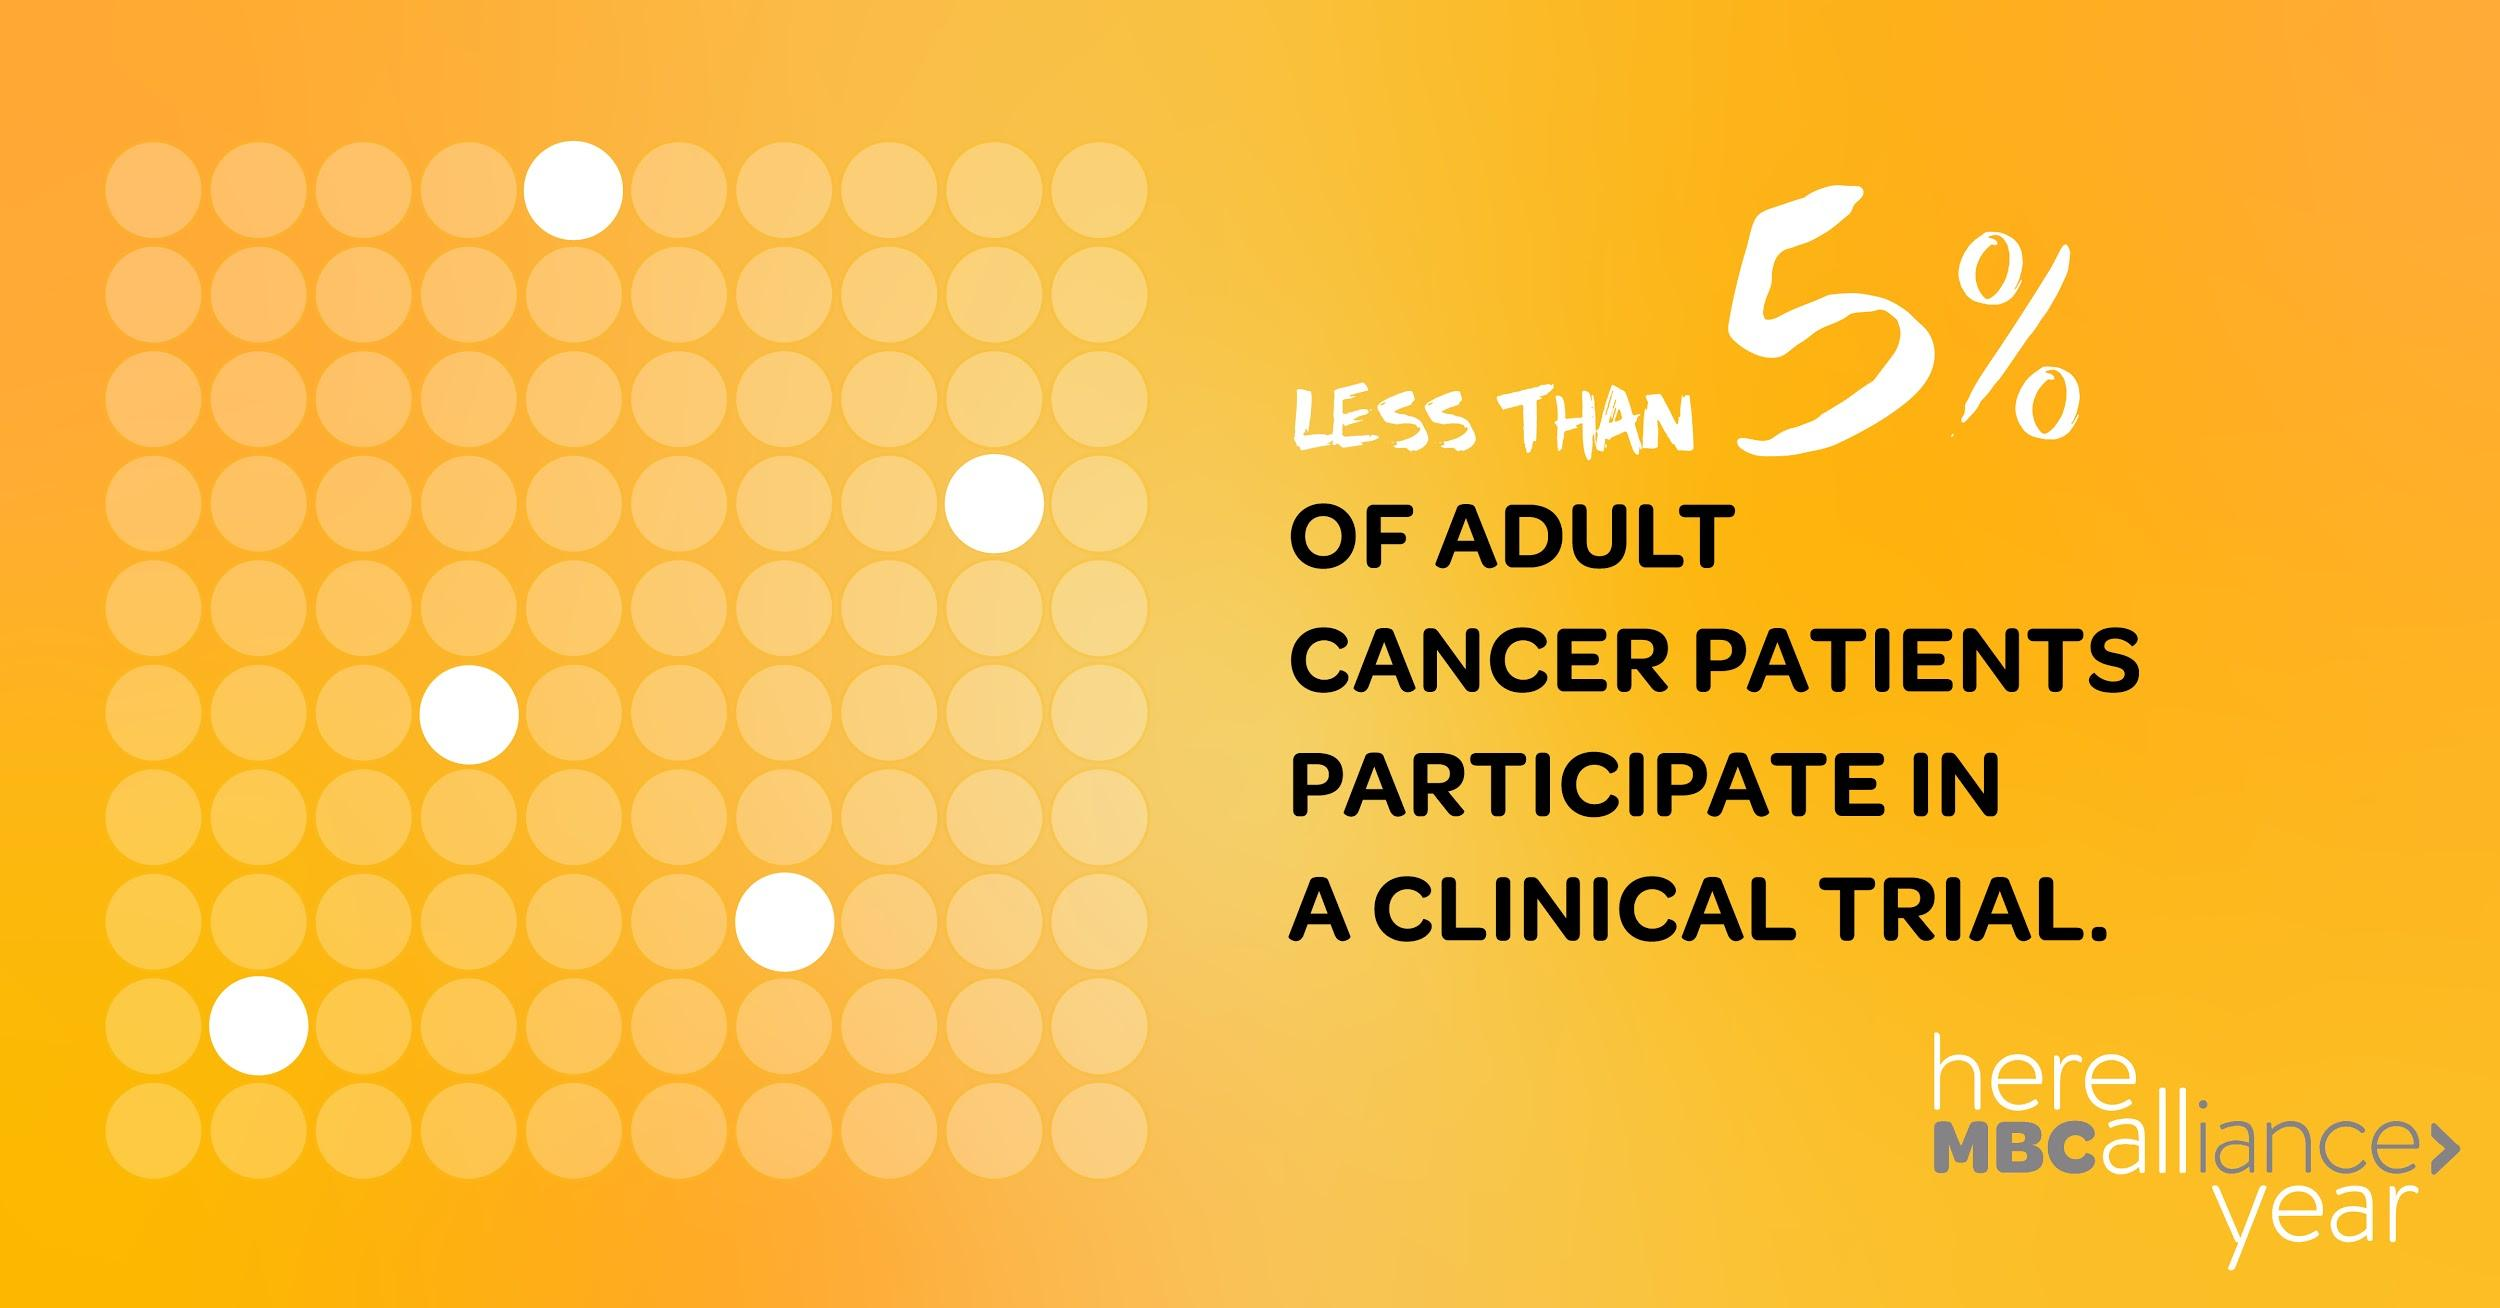 LESS THAN 5%
OF ADULT
CANCER PATIENTS
PARTICIPATE IN
A CLINICAL TRIAL.
here
MBCalliance
year